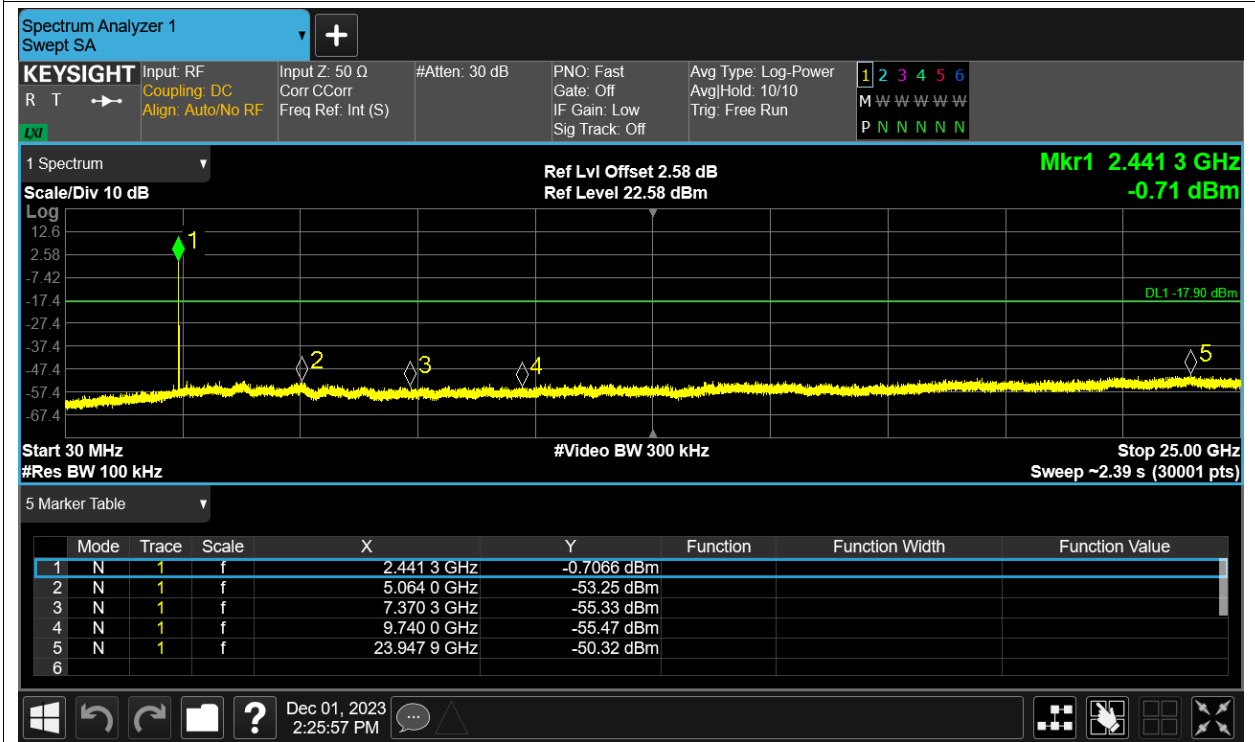 Spectrum Analyzer 1
Swept SA
+
KEYSIGHT
R T
LXI
Input: RF
Coupling: DC
Align: Auto/No RF
Input Z: 50 Ω
Corr CCorr
Freq Ref: Int (S)
#Atten: 30 dB
PNO: Fast
Gate: Off
IF Gain: Low
Sig Track: Off
Avg Type: Log-Power
Avg|Hold: 10/10
Trig: Free Run
1 2 3 4 5 6
M W W W W W
P N N N N N
1 Spectrum
Scale/Div 10 dB
Ref Lvl Offset 2.58 dB
Ref Level 22.58 dBm
Mkr1 2.441 3 GHz
-0.71 dBm
Log
12.6
2.58
-7.42
-17.4
-27.4
-37.4
-47.4
-57.4
-67.4
1
2
3
4
5
DL1 -17.90 dBm
Start 30 MHz
#Res BW 100 kHz
#Video BW 300 kHz
Stop 25.00 GHz
Sweep ~2.39 s (30001 pts)
5 Marker Table
Mode Trace Scale X Y Function Function Width Function Value
1 N 1 f 2.441 3 GHz -0.7066 dBm
2 N 1 f 5.064 0 GHz -53.25 dBm
3 N 1 f 7.370 3 GHz -55.33 dBm
4 N 1 f 9.740 0 GHz -55.47 dBm
5 N 1 f 23.947 9 GHz -50.32 dBm
6
?
Dec 01, 2023
2:25:57 PM